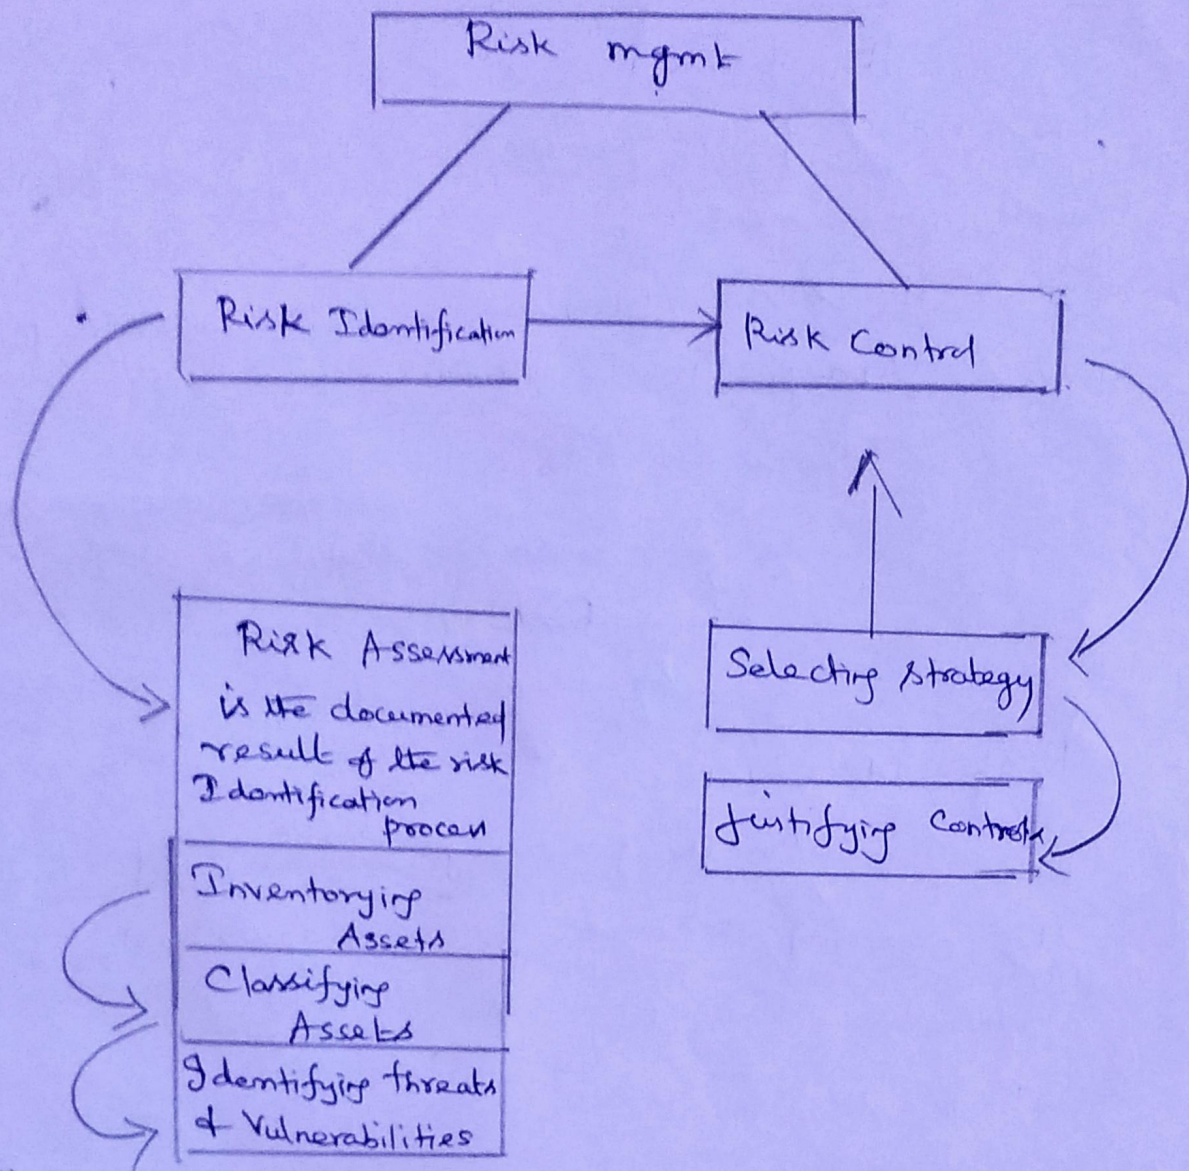 Risk mgmt
Risk Identification
Risk Control
Risk Assessment
is the documented
result of the risk
Identification
process
Inventorying
Assets
Classifying
Assets
Identifying threats
& Vulnerabilities
Selecting strategy
Justifying Controls